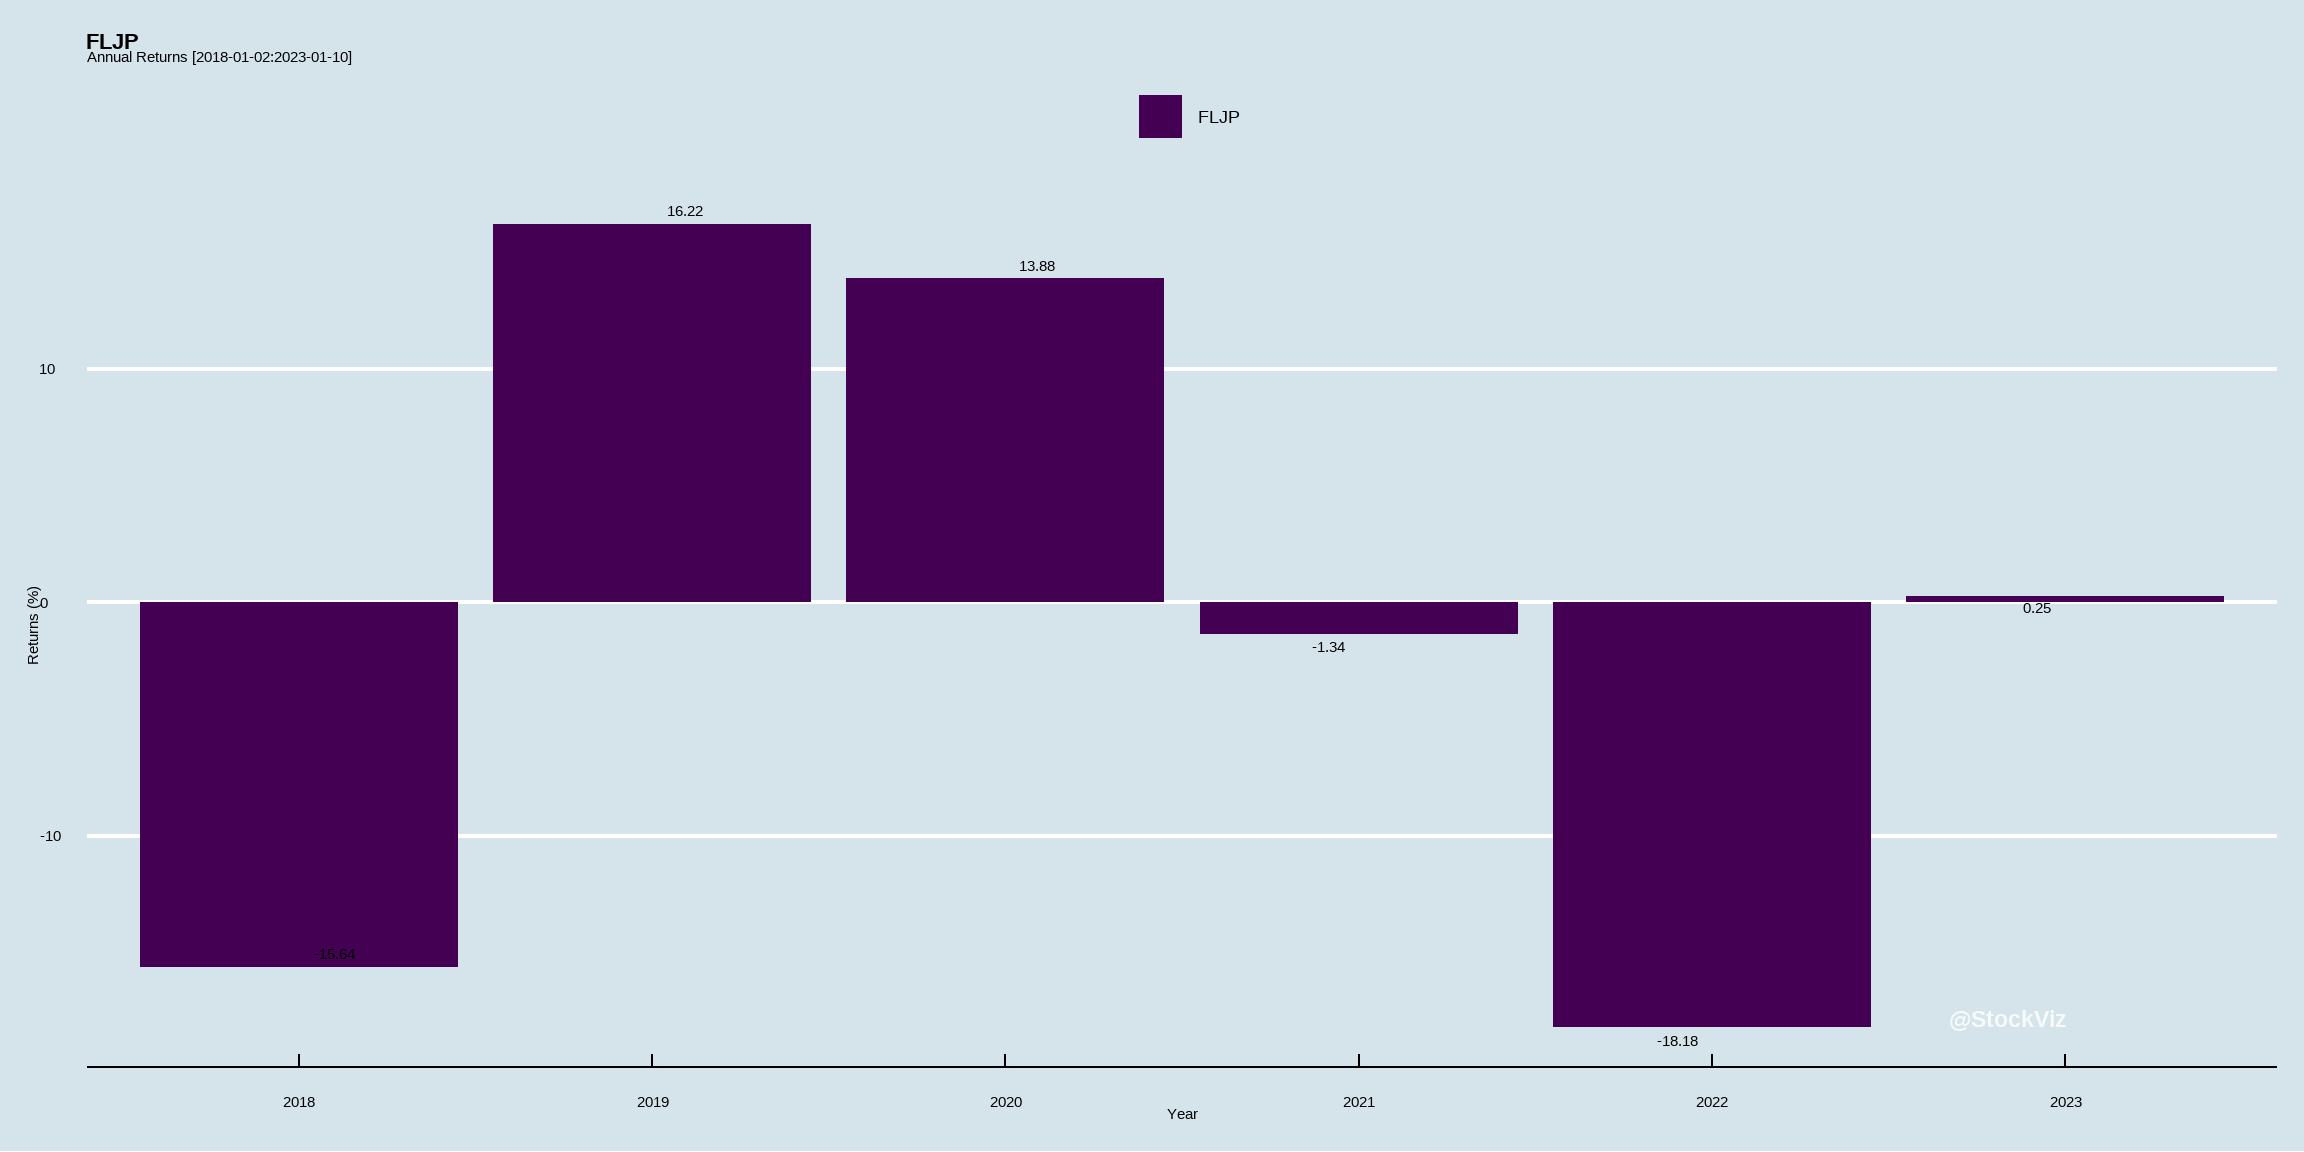 FLJP
Annual Returns [2018-01-02:2023-01-10]
FLJP
16.22
13.88
10
Returns (%)
0
0.25
-1.34
-10
-15.64
@StockViz
-18.18
2018 2019 2020 2021 2022 2023
Year